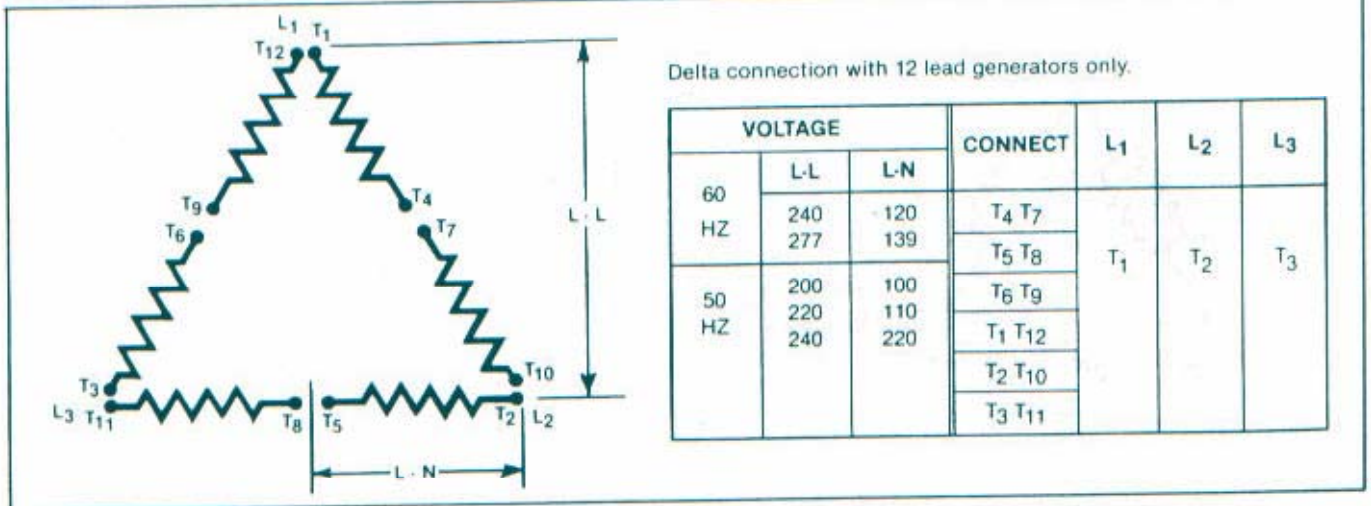 L1 T1
T12
T9
T4
T6
T7
L-L
T3
T10
L3 T11
T8 T5
T2 L2
L-N
Delta connection with 12 lead generators only.
VOLTAGE CONNECT L1 L2 L3
60 HZ L-L L-N
240 120 T4 T7
277 139 T5 T8 T1 T2 T3
50 HZ 200 100 T6 T9
220 110 T1 T12
240 220 T2 T10
T3 T11